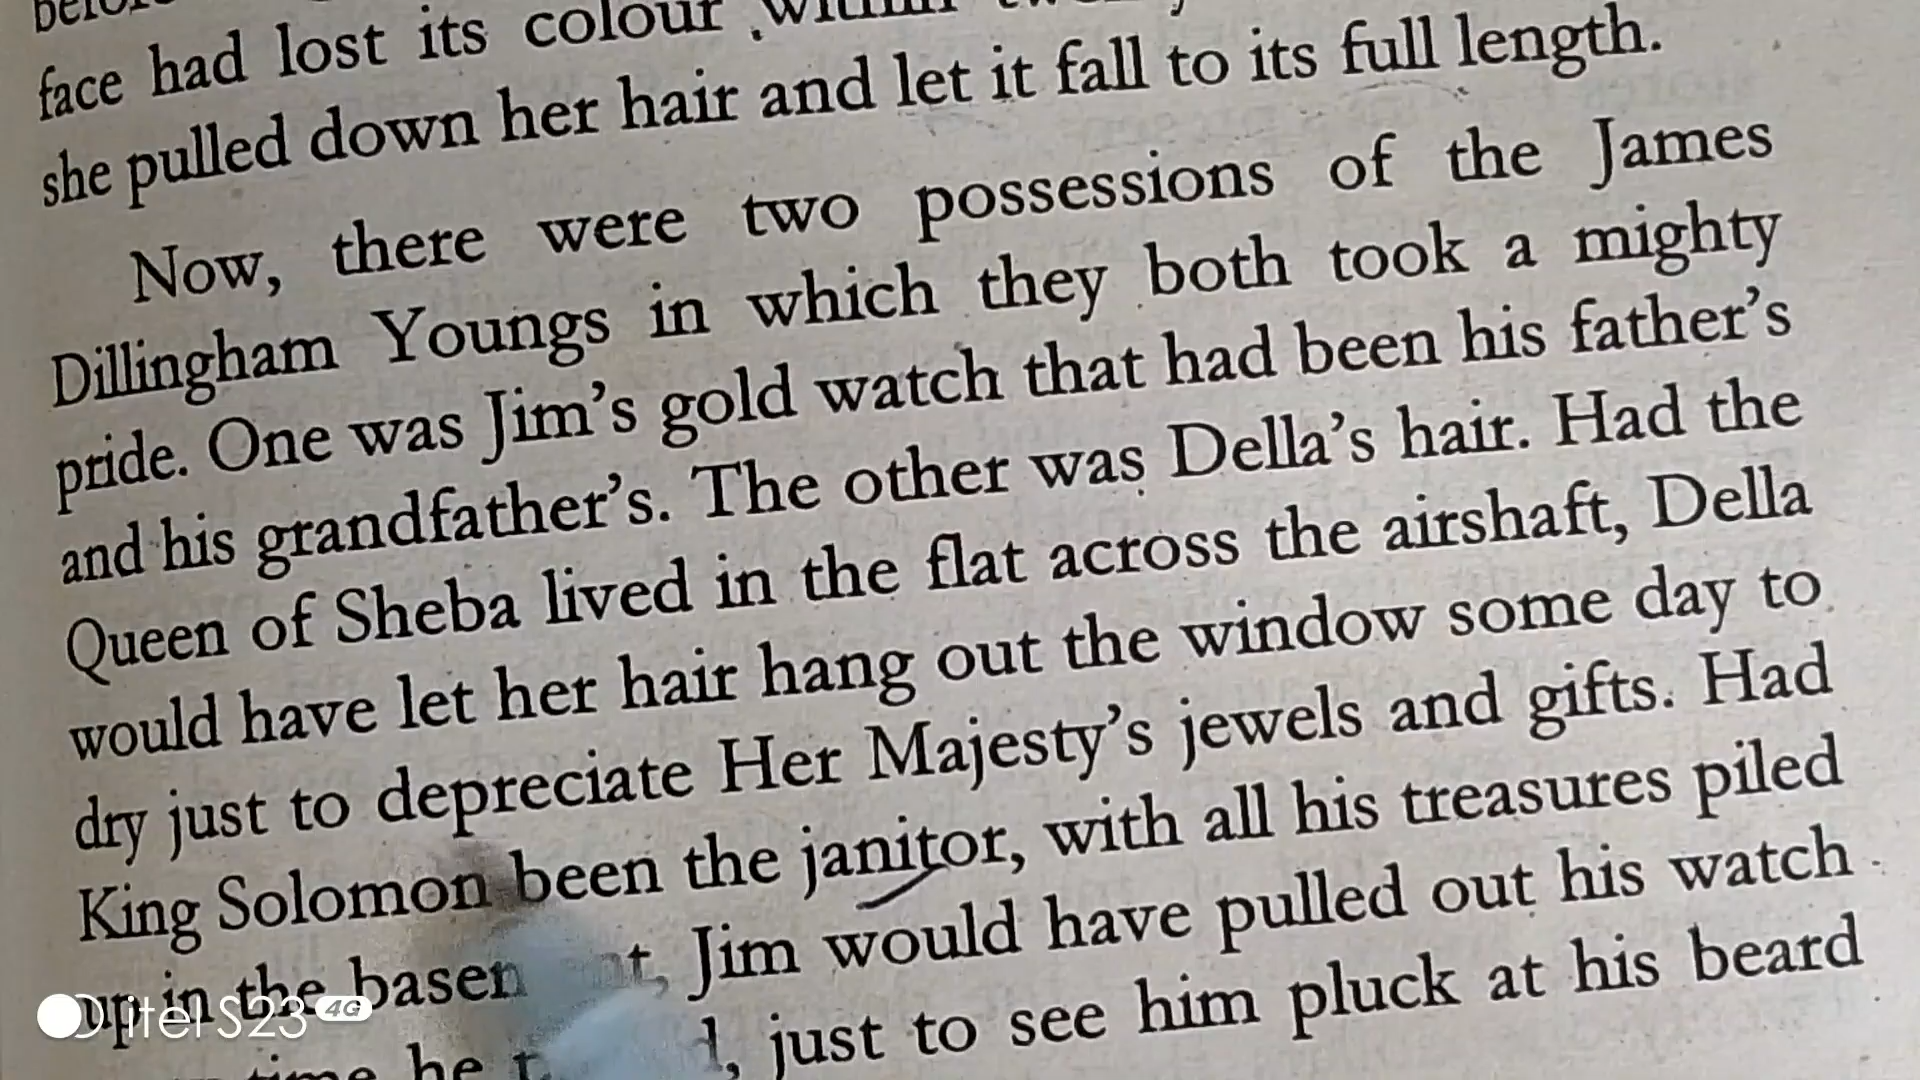 face had lost its colour within
she pulled down her hair and let it fall to its full length.
Now, there were two possessions of the James
Dillingham Youngs in which they both took a mighty
pride. One was Jim's gold watch that had been his father's
and his grandfather's. The other was Della's hair. Had the
Queen of Sheba lived in the flat across the airshaft, Della
would have let her hair hang out the window some day to
dry just to depreciate Her Majesty's jewels and gifts. Had
King Solomon been the janitor, with all his treasures piled
up in the Jim would have pulled out his watch
time he just to see him pluck at his beard
itel S23 4G